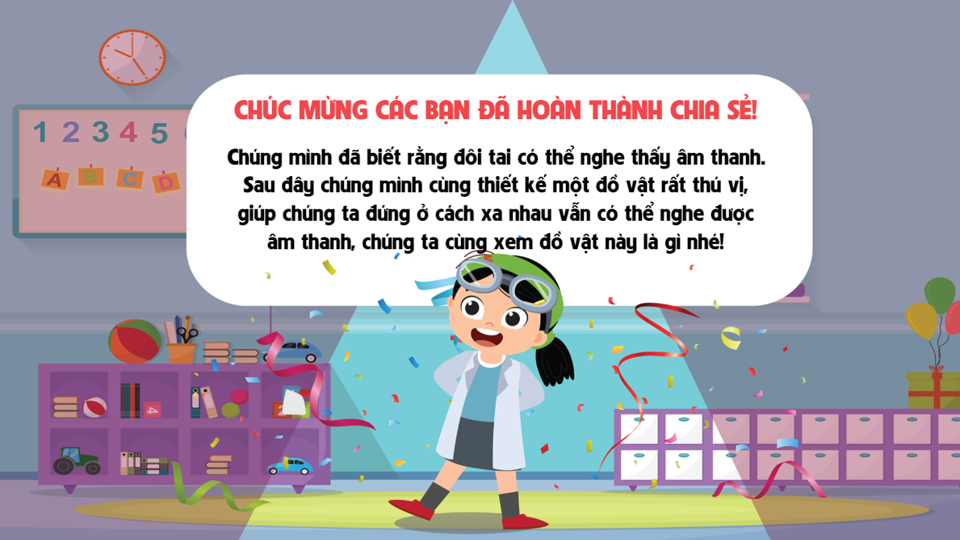 CHÚC MỪNG CÁC BẠN ĐÃ HOÀN THÀNH CHIA SẺ!
Chúng mình đã biết rằng đôi tai có thể nghe thấy âm thanh.
Sau đây chúng mình cùng thiết kế một đồ vật rất thú vị,
giúp chúng ta đứng ở cách xa nhau vẫn có thể nghe được
âm thanh, chúng ta cùng xem đồ vật này là gì nhé!
1 2 3 4 5
A B C D
4